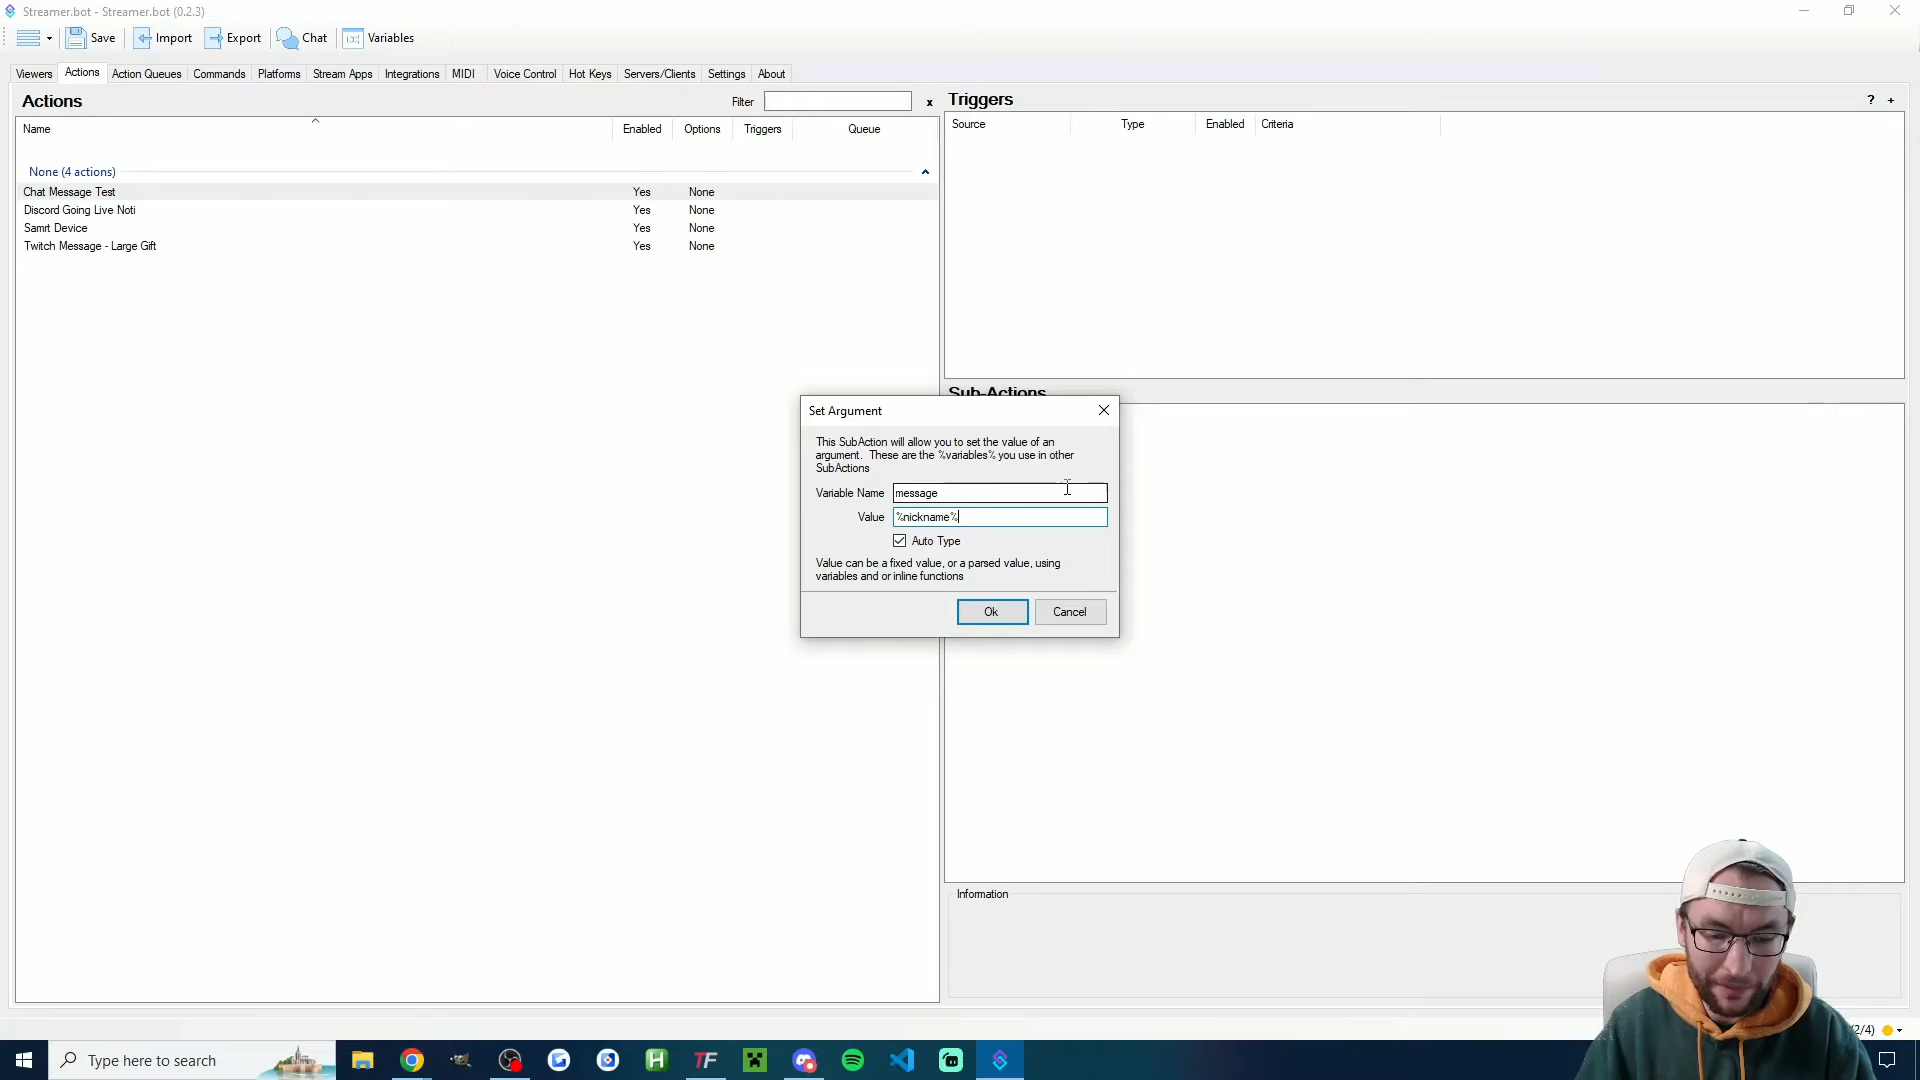 Streamer.bot - Streamer.bot (0.2.3)
Save Import Export Chat Variables
Viewers Actions Action Queues Commands Platforms Stream Apps Integrations MIDI Voice Control Hot Keys Servers/Clients Settings About
Actions Filter x
Name Enabled Options Triggers Queue
None (4 actions)
Chat Message Test Yes None
Discord Going Live Noti Yes None
Samrt Device Yes None
Twitch Message - Large Gift Yes None
Triggers ? +
Source Type Enabled Criteria
Sub-Actions
Set Argument
This SubAction will allow you to set the value of an
argument. These are the %variables% you use in other
SubActions
Variable Name message
Value %nickname%
Auto Type
Value can be a fixed value, or a parsed value, using
variables and or inline functions
Ok Cancel
Information
2/4)
Type here to search
H TF